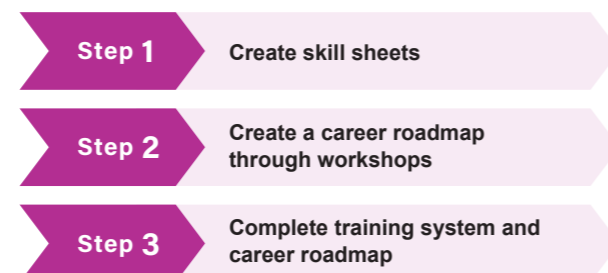 Step 1
Create skill sheets
Step 2
Create a career roadmap
through workshops
Step 3
Complete training system and
career roadmap